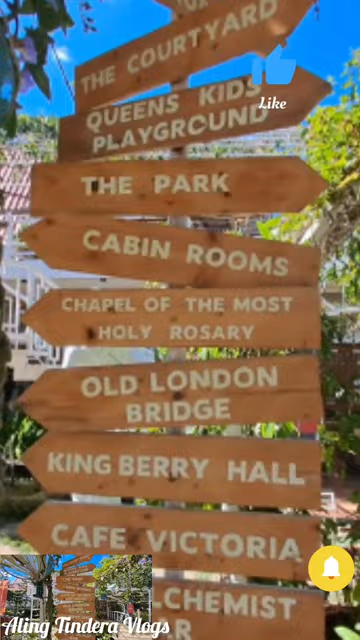 THE COURTYARD
QUEENS KIDS
PLAYGROUND
Like
THE PARK
CABIN ROOMS
CHAPEL OF THE MOST
HOLY ROSARY
OLD LONDON
BRIDGE
KING BERRY HALL
CAFE VICTORIA
LCHEMIST
R
Aling Tindera Vlogs